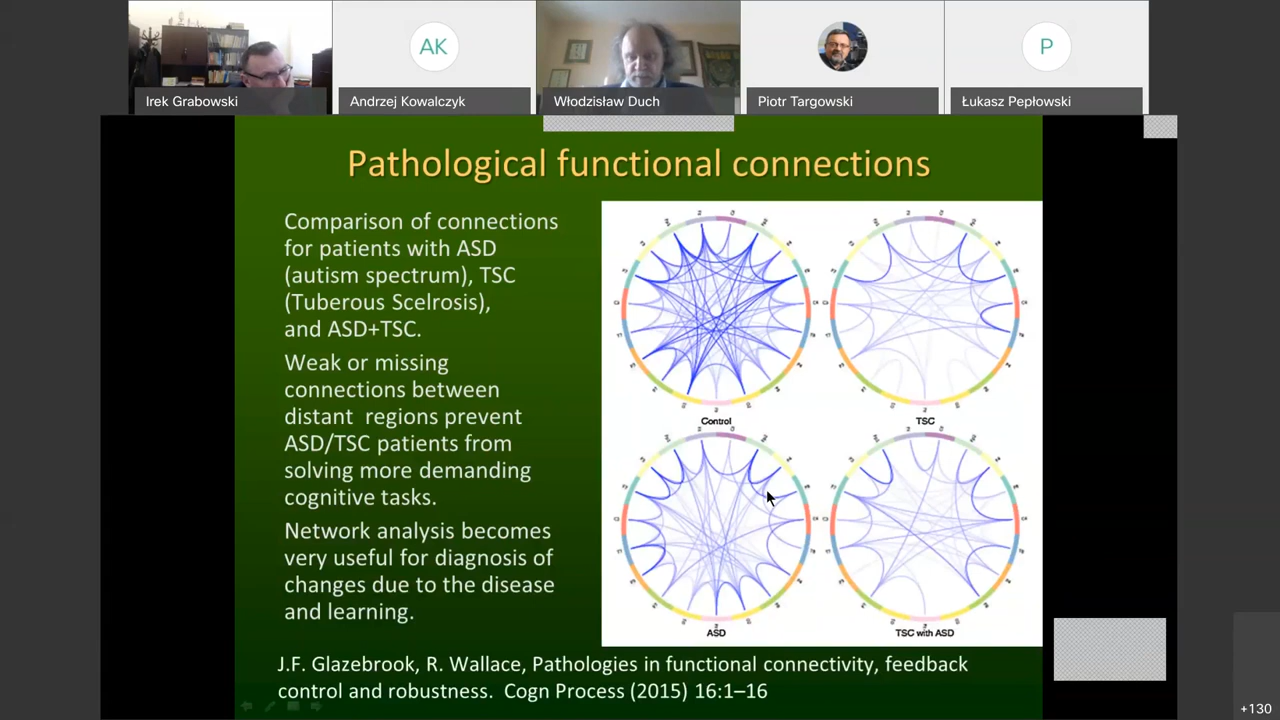 AK
P
Irek Grabowski
Andrzej Kowalczyk
Włodzisław Duch
Piotr Targowski
Łukasz Pepłowski
Pathological functional connections
Comparison of connections
for patients with ASD
(autism spectrum), TSC
(Tuberous Scelrosis),
and ASD+TSC.
Weak or missing
connections between
distant regions prevent
ASD/TSC patients from
solving more demanding
cognitive tasks.
Network analysis becomes
very useful for diagnosis of
changes due to the disease
and learning.
Control
TSC
ASD
TSC with ASD
J.F. Glazebrook, R. Wallace, Pathologies in functional connectivity, feedback
control and robustness. Cogn Process (2015) 16:1–16
+130